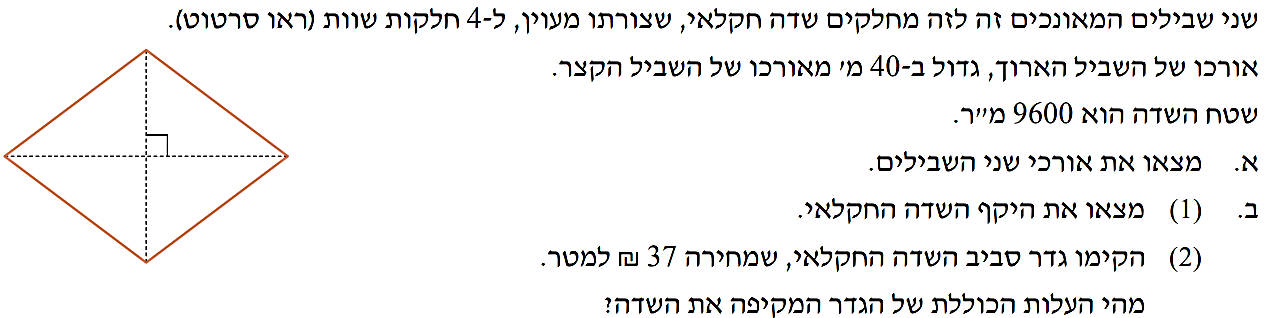 שני שבילים המאונכים זה לזה מחלקים שדה חקלאי, שצורתו מעוין, ל-4 חלקות שוות (ראו סרטוט).
אורכו של השביל הארוך, גדול ב-40 מ' מאורכו של השביל הקצר.
שטח השדה הוא 9600 מ"ר.
א. מצאו את אורכי שני השבילים.
ב. (1) מצאו את היקף השדה החקלאי.
(2) הקימו גדר סביב השדה החקלאי, שמחירה 37 ₪ למטר.
מהי העלות הכוללת של הגדר המקיפה את השדה?